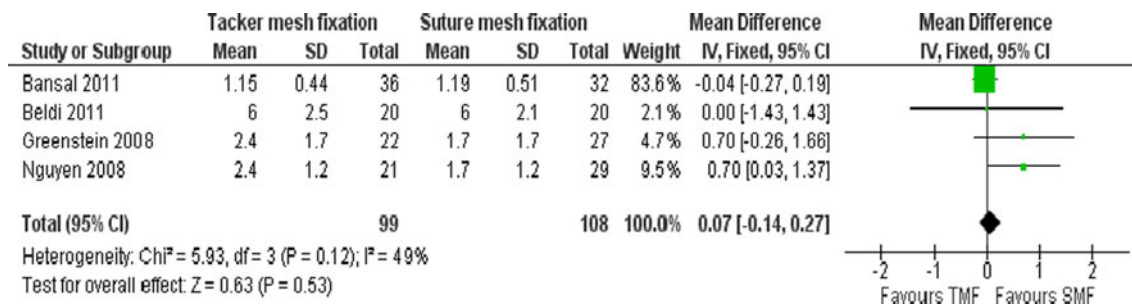 Tacker mesh fixation Suture mesh fixation Mean Difference Mean Difference
Study or Subgroup Mean SD Total Mean SD Total Weight IV, Fixed, 95% CI IV, Fixed, 95% CI
Bansal 2011 1.15 0.44 36 1.19 0.51 32 83.6% -0.04 [-0.27, 0.19]
Beldi 2011 6 2.5 20 6 2.1 20 2.1% 0.00 [-1.43, 1.43]
Greenstein 2008 2.4 1.7 22 1.7 1.7 27 4.7% 0.70 [-0.26, 1.66]
Nguyen 2008 2.4 1.2 21 1.7 1.2 29 9.5% 0.70 [0.03, 1.37]
Total (95% CI) 99 108 100.0% 0.07 [-0.14, 0.27]
Heterogeneity: Chi² = 5.93, df = 3 (P = 0.12); I² = 49%
Test for overall effect: Z = 0.63 (P = 0.53)
-2 -1 0 1 2
Favours TMF Favours SMF